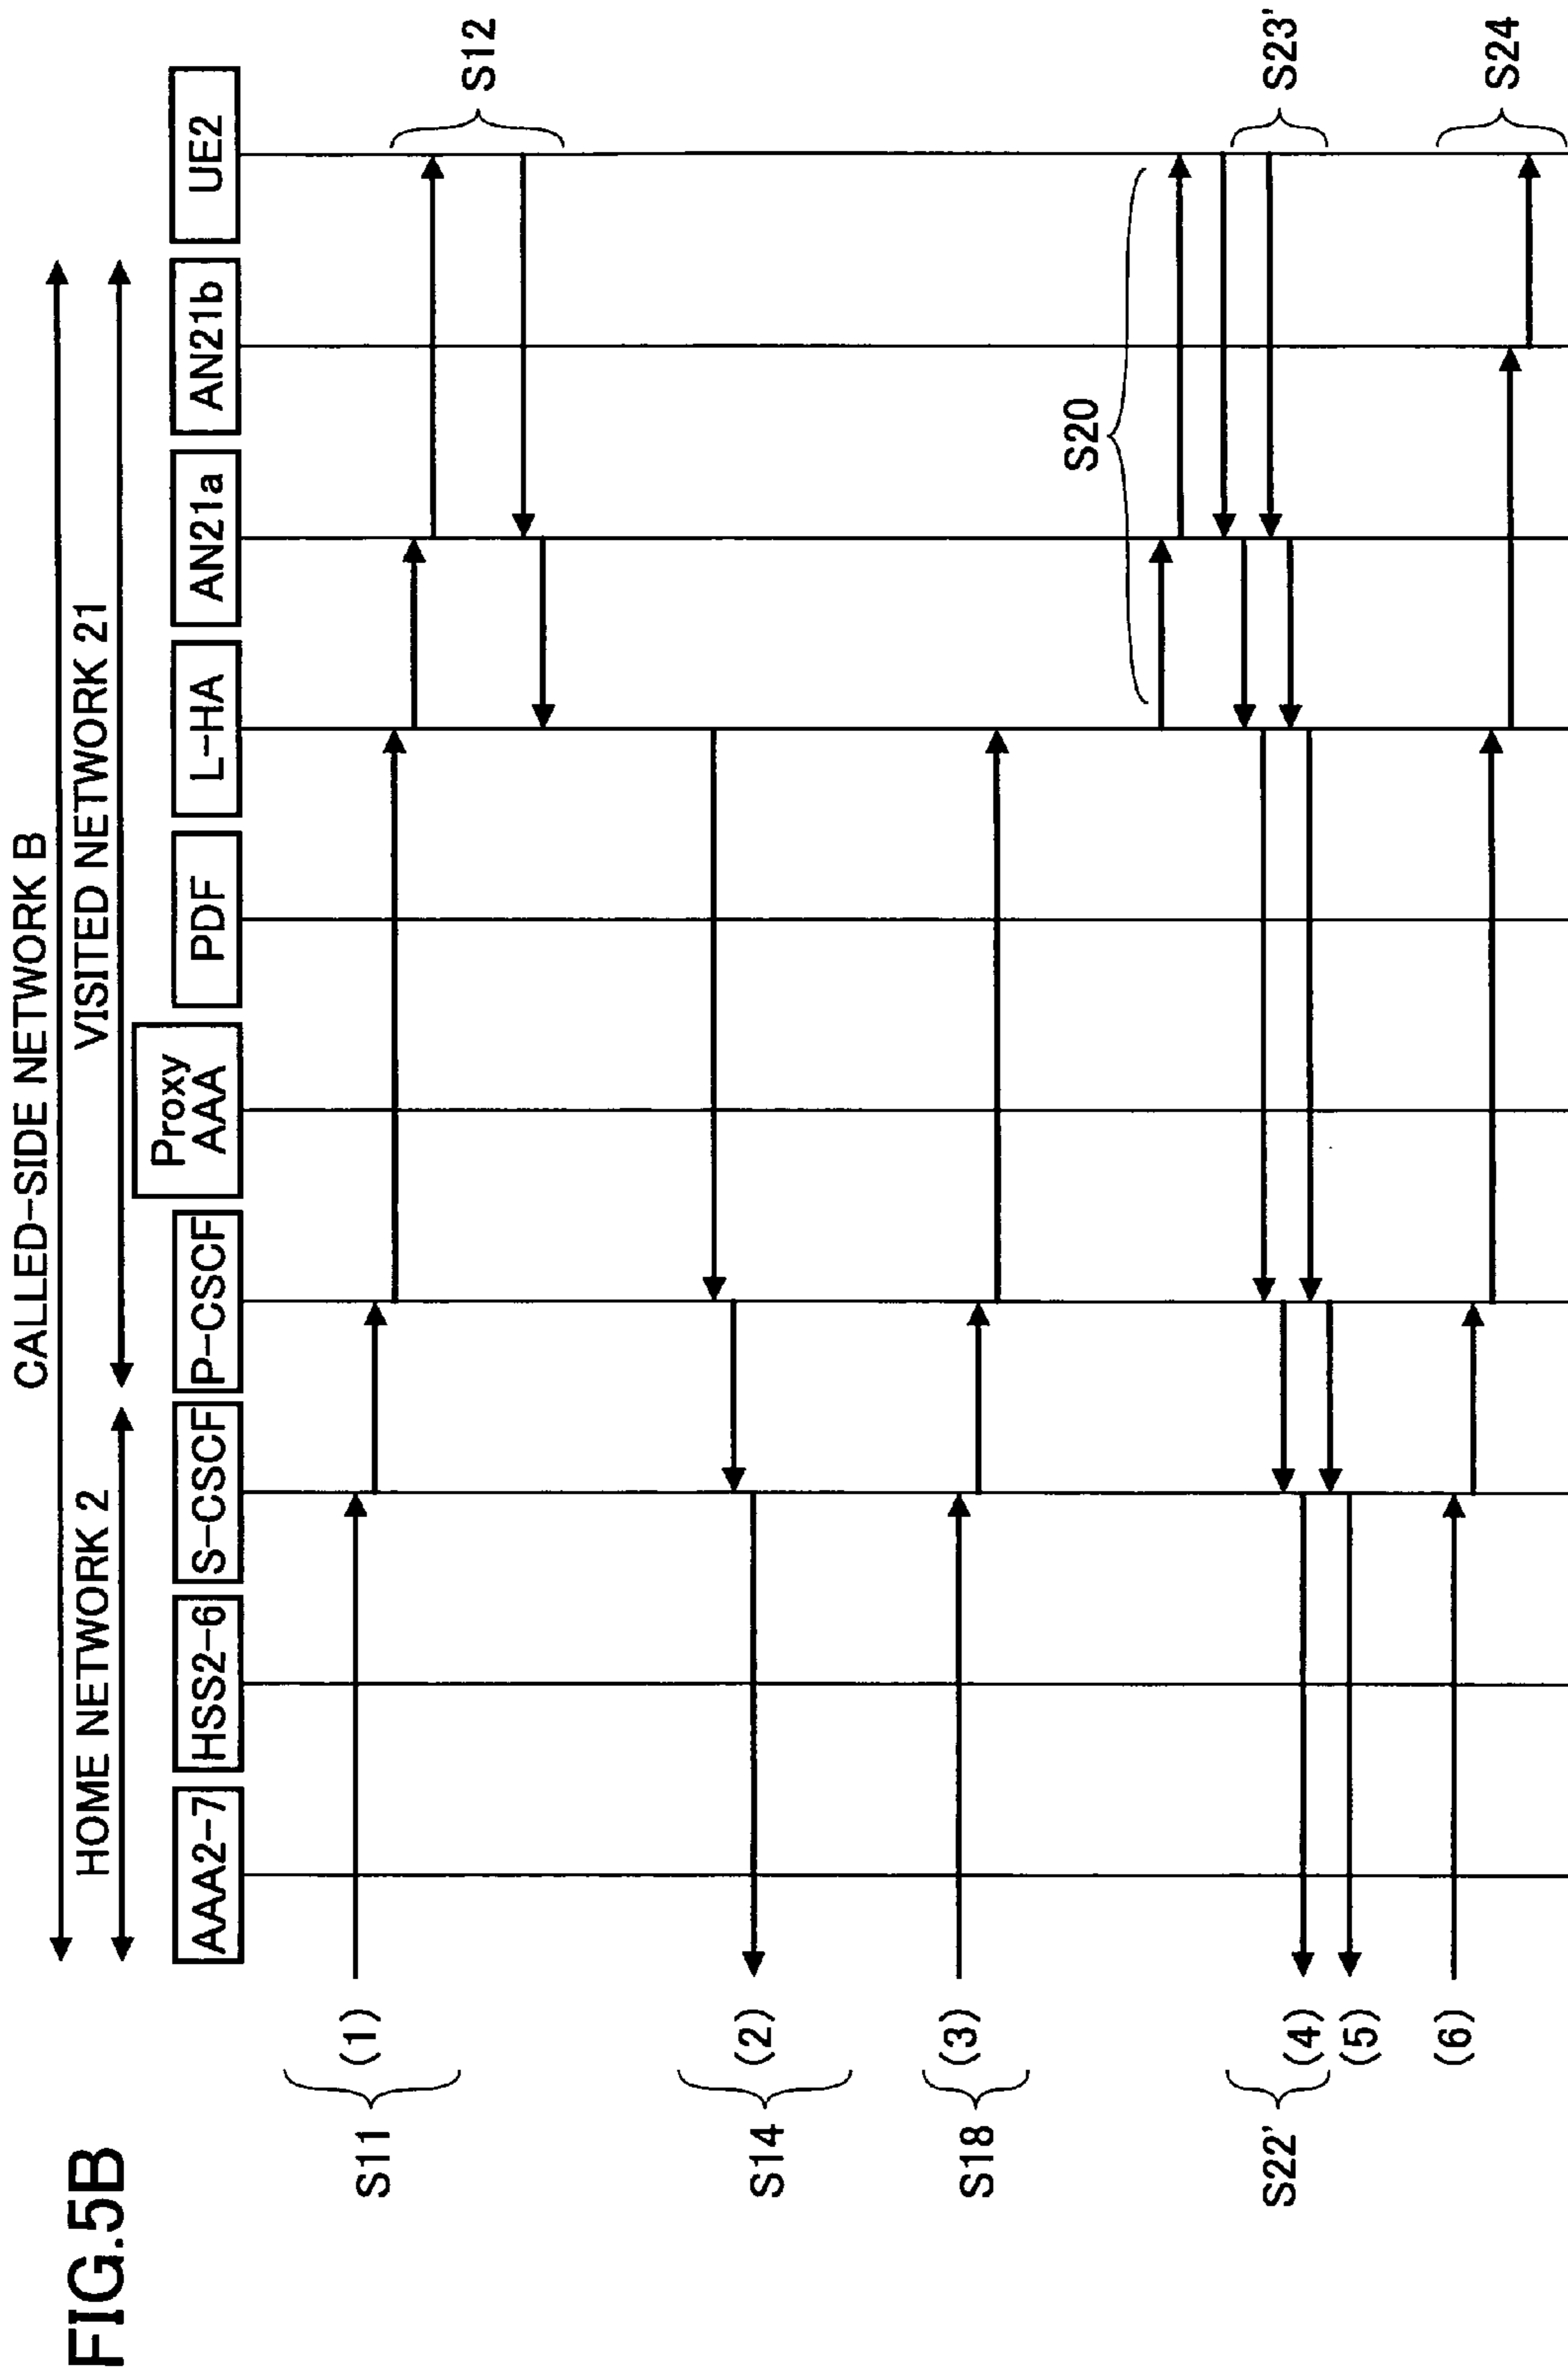 FIG.5B
CALLED-SIDE NETWORK B
HOME NETWORK 2
VISITED NETWORK 21
AAA2-7
HSS2-6
S-CSCF
P-CSCF
Proxy
AAA
PDF
L-HA
AN21a
AN21b
UE2
S11
(1)
S12
S14
(2)
S18
(3)
S20
S22'
(4)
(5)
S23'
(6)
S24